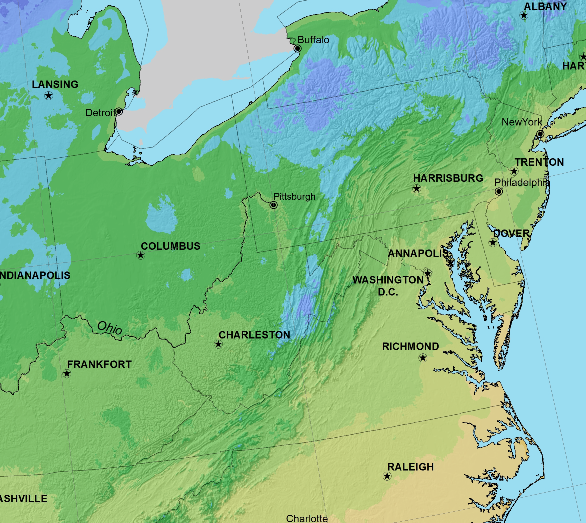 ALBANY
Buffalo
HAR
LANSING
Detroit
NewYork
TRENTON
HARRISBURG
Philadelphia
Pittsburgh
DOVER
COLUMBUS
ANNAPOLIS
NDIANAPOLIS
WASHINGTON
D.C.
Ohio
CHARLESTON
RICHMOND
FRANKFORT
RALEIGH
ASHVILLE
Charlotte